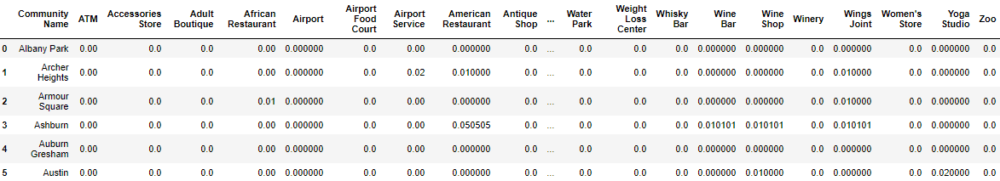 Community Name ATM Accessories Store Adult Boutique African Restaurant Airport Airport Food Court Airport Service American Restaurant Antique Shop ... Water Park Weight Loss Center Whisky Bar Wine Bar Wine Shop Winery Wings Joint Women's Store Yoga Studio Zoo
0 Albany Park 0.00 0.0 0.0 0.00 0.000000 0.0 0.00 0.000000 0.0 ... 0.0 0.0 0.0 0.000000 0.000000 0.0 0.000000 0.0 0.000000 0.0
1 Archer Heights 0.00 0.0 0.0 0.00 0.000000 0.0 0.02 0.010000 0.0 ... 0.0 0.0 0.0 0.000000 0.000000 0.0 0.010000 0.0 0.000000 0.0
2 Armour Square 0.00 0.0 0.0 0.01 0.000000 0.0 0.00 0.000000 0.0 ... 0.0 0.0 0.0 0.000000 0.000000 0.0 0.010000 0.0 0.000000 0.0
3 Ashburn 0.00 0.0 0.0 0.00 0.000000 0.0 0.00 0.050505 0.0 ... 0.0 0.0 0.0 0.010101 0.010101 0.0 0.010101 0.0 0.000000 0.0
4 Auburn Gresham 0.00 0.0 0.0 0.00 0.000000 0.0 0.00 0.000000 0.0 ... 0.0 0.0 0.0 0.000000 0.000000 0.0 0.000000 0.0 0.000000 0.0
5 Austin 0.00 0.0 0.0 0.00 0.000000 0.0 0.00 0.000000 0.0 ... 0.0 0.0 0.0 0.000000 0.010000 0.0 0.000000 0.0 0.020000 0.0